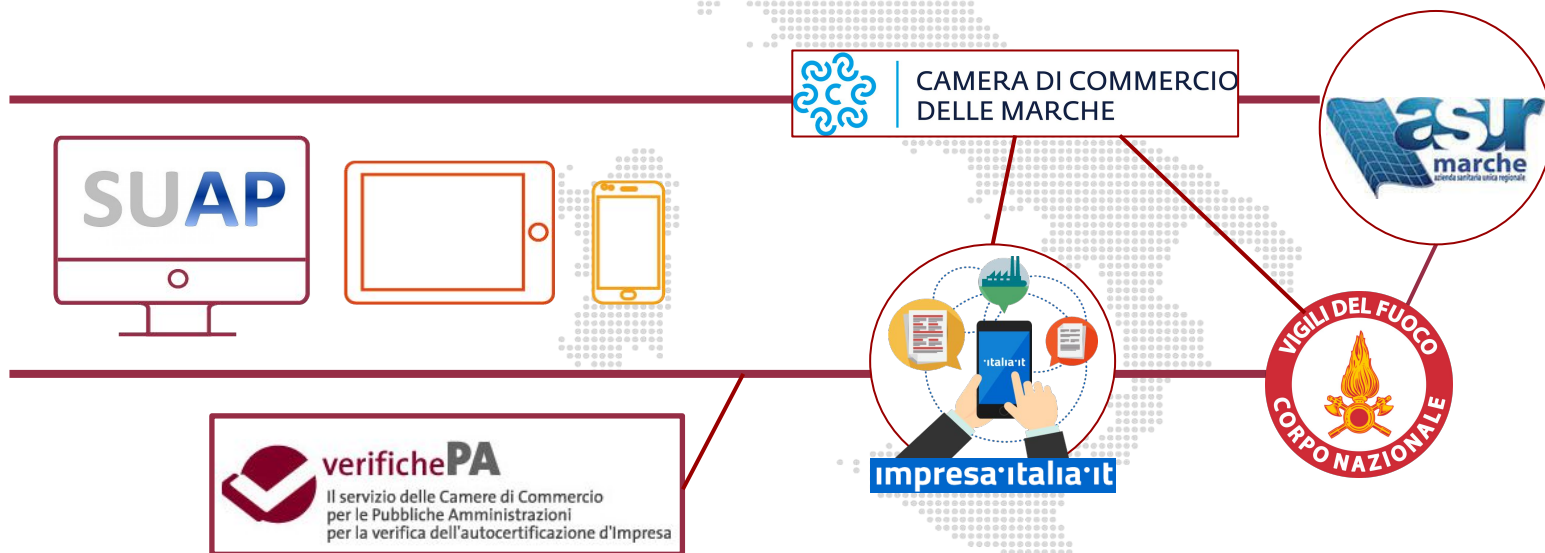 CAMERA DI COMMERCIO
DELLE MARCHE
asur
marche
azienda sanitaria unica regionale
SUAP
VIGILI DEL FUOCO
CORPO NAZIONALE
italia it
impresa italia it
verifichePA
Il servizio delle Camere di Commercio
per le Pubbliche Amministrazioni
per la verifica dell'autocertificazione d'Impresa